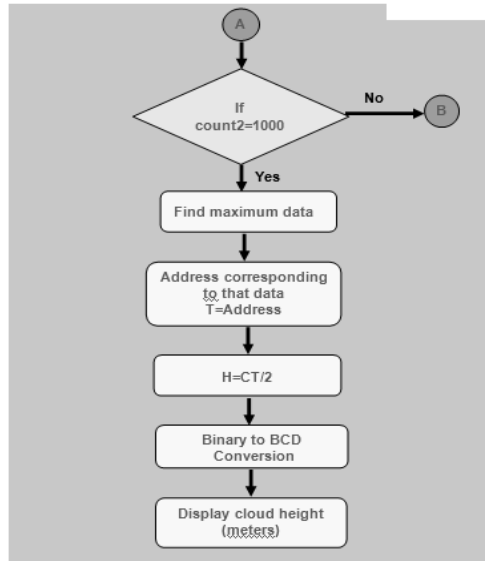 A
If
count2=1000
No
B
Yes
Find maximum data
Address corresponding
to that data
T=Address
H=CT/2
Binary to BCD
Conversion
Display cloud height
(meters)